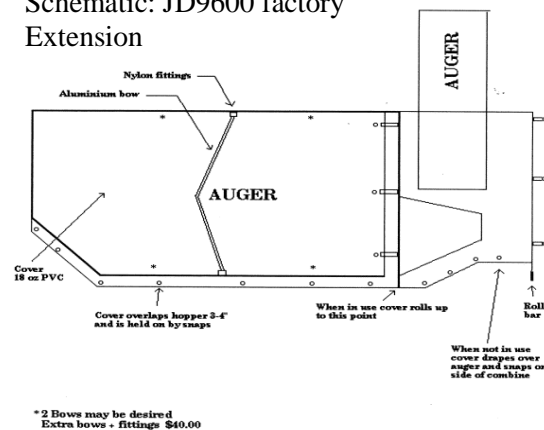 Schematic: JD9600 factory
Extension
AUGER
Nylon fittings
Aluminium bow
*
*
AUGER
*
*
Cover
18 oz PVC
Cover overlaps hopper 3-4"
and is held on by snaps
When in use cover rolls up
to this point
Roll
bar
When not in use
cover drapes over
auger and snaps on
side of combine
* 2 Bows may be desired
Extra bows + fittings $40.00